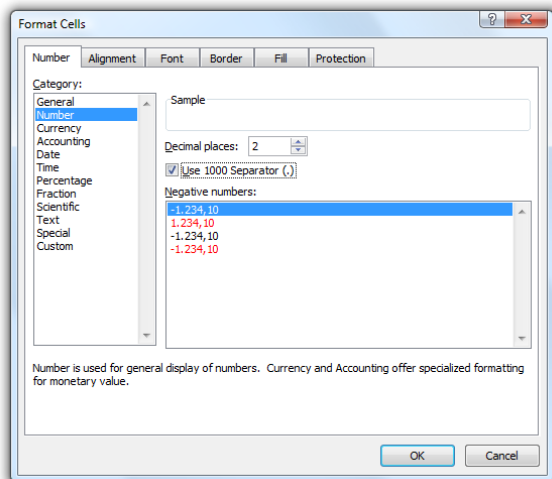 Format Cells
Number Alignment Font Border Fill Protection
Category:
General
Number
Currency
Accounting
Date
Time
Percentage
Fraction
Scientific
Text
Special
Custom
Sample
Decimal places: 2
Use 1000 Separator (.)
Negative numbers:
-1.234,10
1.234,10
-1.234,10
-1.234,10
Number is used for general display of numbers.  Currency and Accounting offer specialized formatting
for monetary value.
OK Cancel